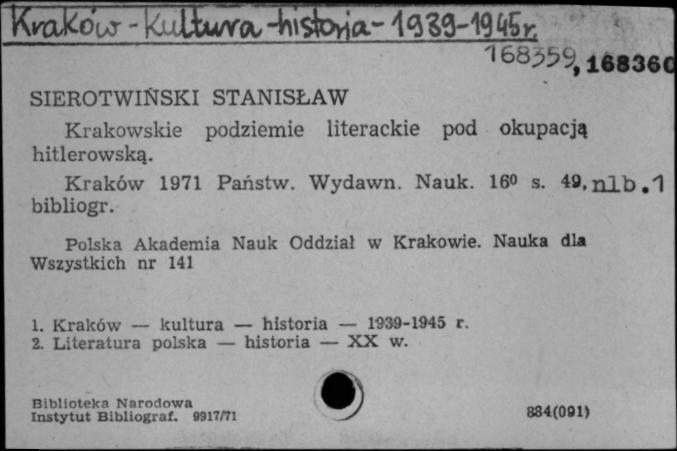 Kraków - kultura - historja - 1939-1945 r.
168359, 168360
SIEROTWIŃSKI STANISŁAW
Krakowskie podziemie literackie pod okupacją
hitlerowską.
Kraków 1971 Państw. Wydawn. Nauk. 16⁰ s. 49, nlb. 1
bibliogr.
Polska Akademia Nauk Oddział w Krakowie. Nauka dla
Wszystkich nr 141
1. Kraków — kultura — historia — 1939-1945 r.
2. Literatura polska — historia — XX w.
Biblioteka Narodowa
Instytut Bibliograf. 9917/71
884(091)